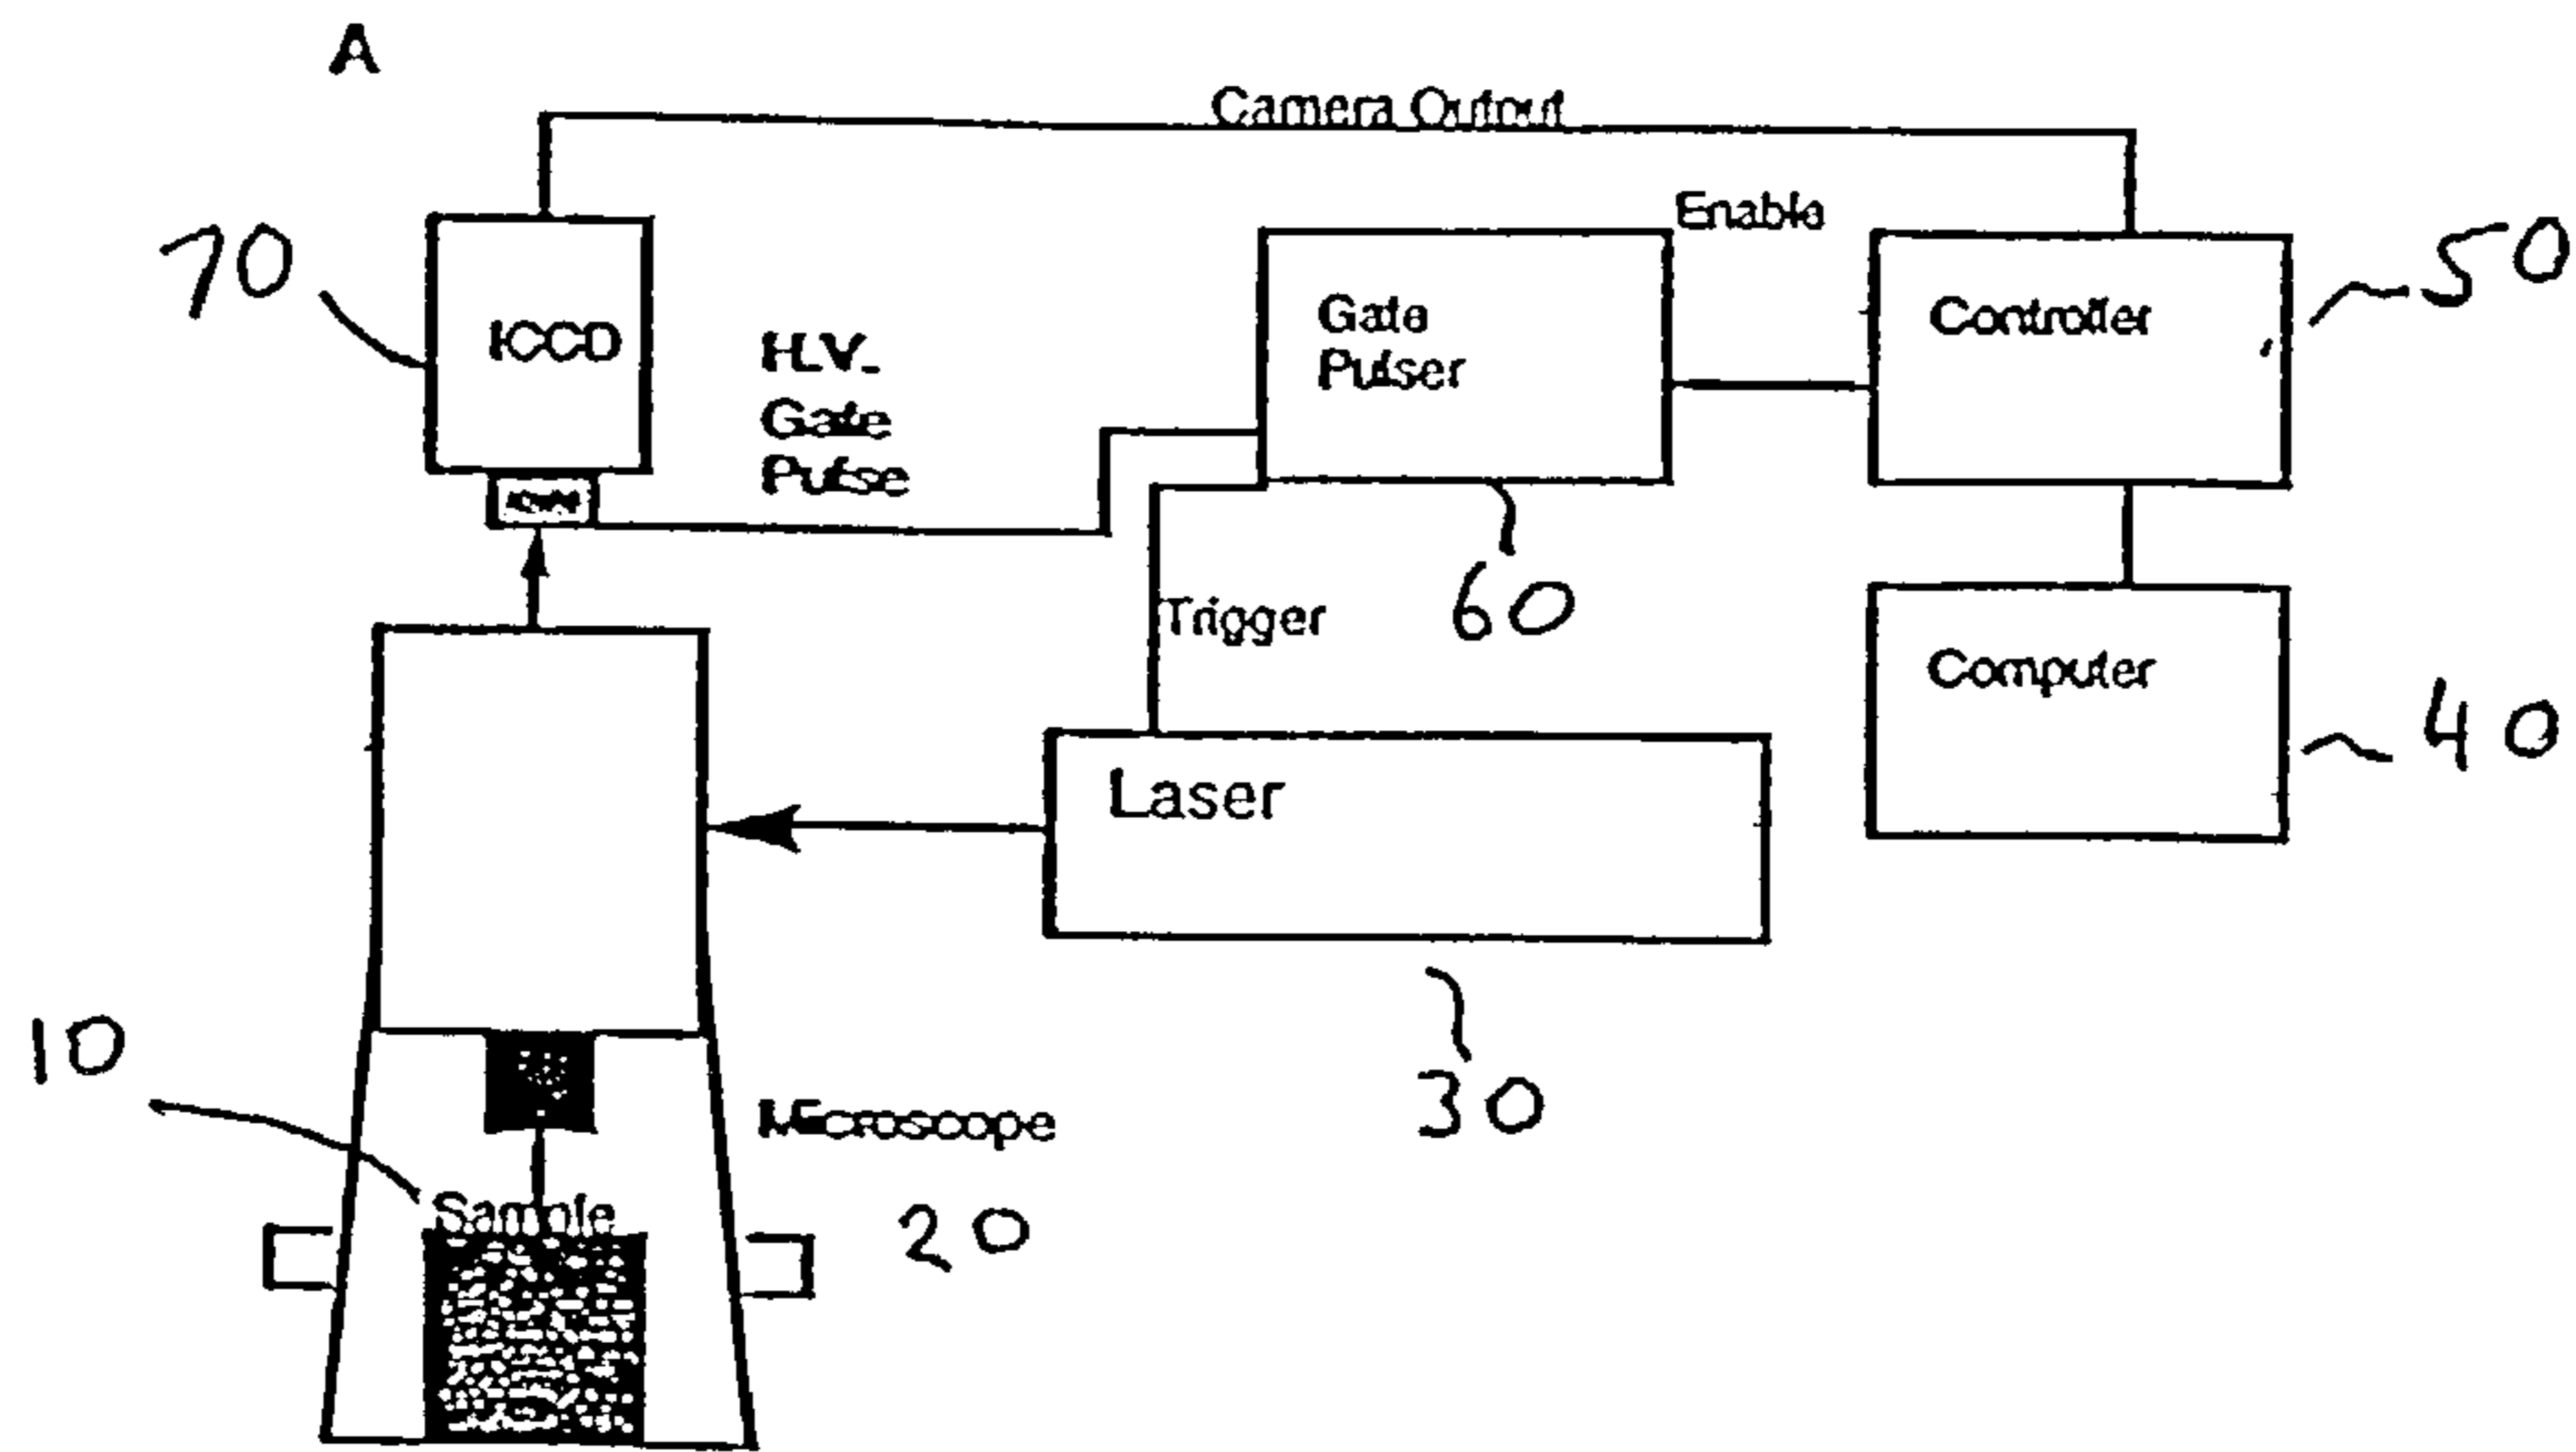 A
Camera Output
Enable
70
ICCD
H.V.
Gate
Pulse
Gate
Pulser
Controller
50
60
Trigger
Computer
40
Laser
30
10
Microscope
Sample
20